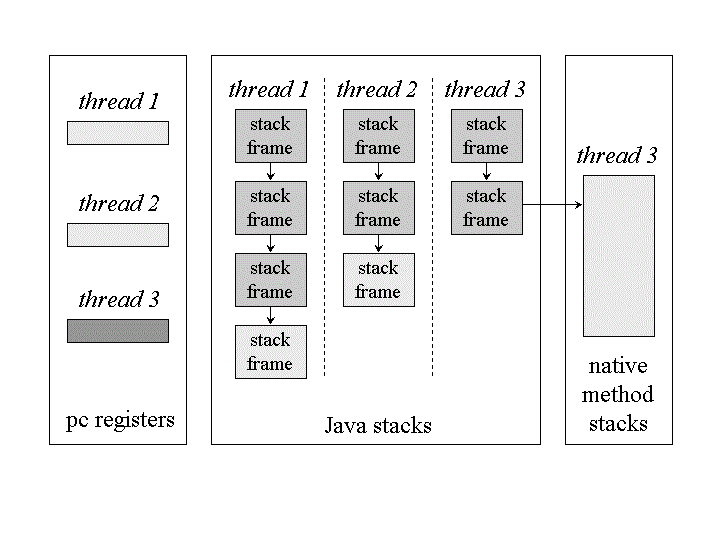 thread 1
thread 2
thread 3
pc registers
thread 1 thread 2 thread 3
stack stack stack
frame frame frame
stack stack stack
frame frame frame
stack stack
frame frame
stack
frame
Java stacks
thread 3
native
method
stacks